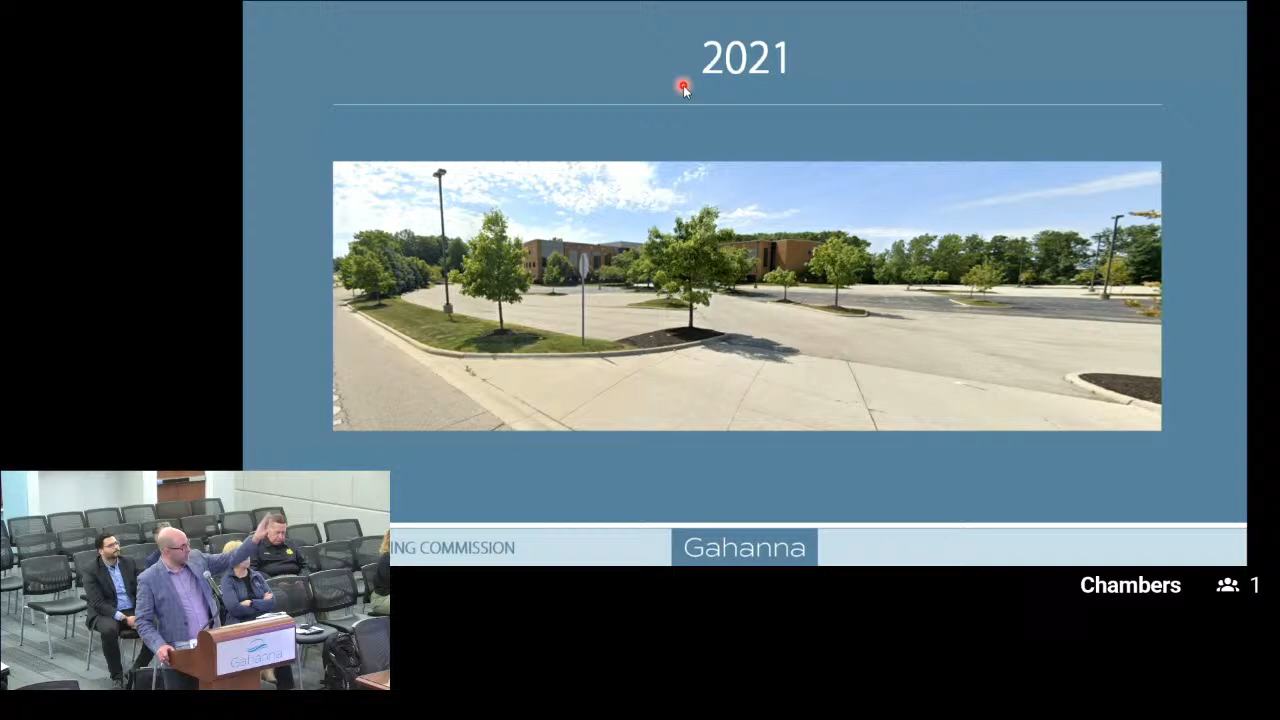 2021
ING COMMISSION
Gahanna
Chambers
1
Gahanna